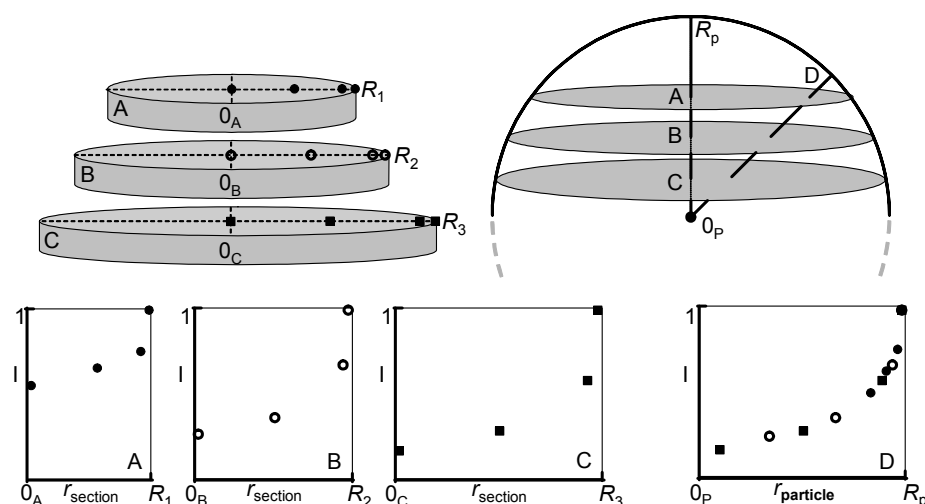 A
0A
R1
B
0B
R2
C
0C
R3
Rp
D
A
B
C
0P
1
I
A
0A
rsection
R1
1
I
B
0B
rsection
R2
1
I
C
0C
rsection
R3
1
I
D
0P
rparticle
Rp